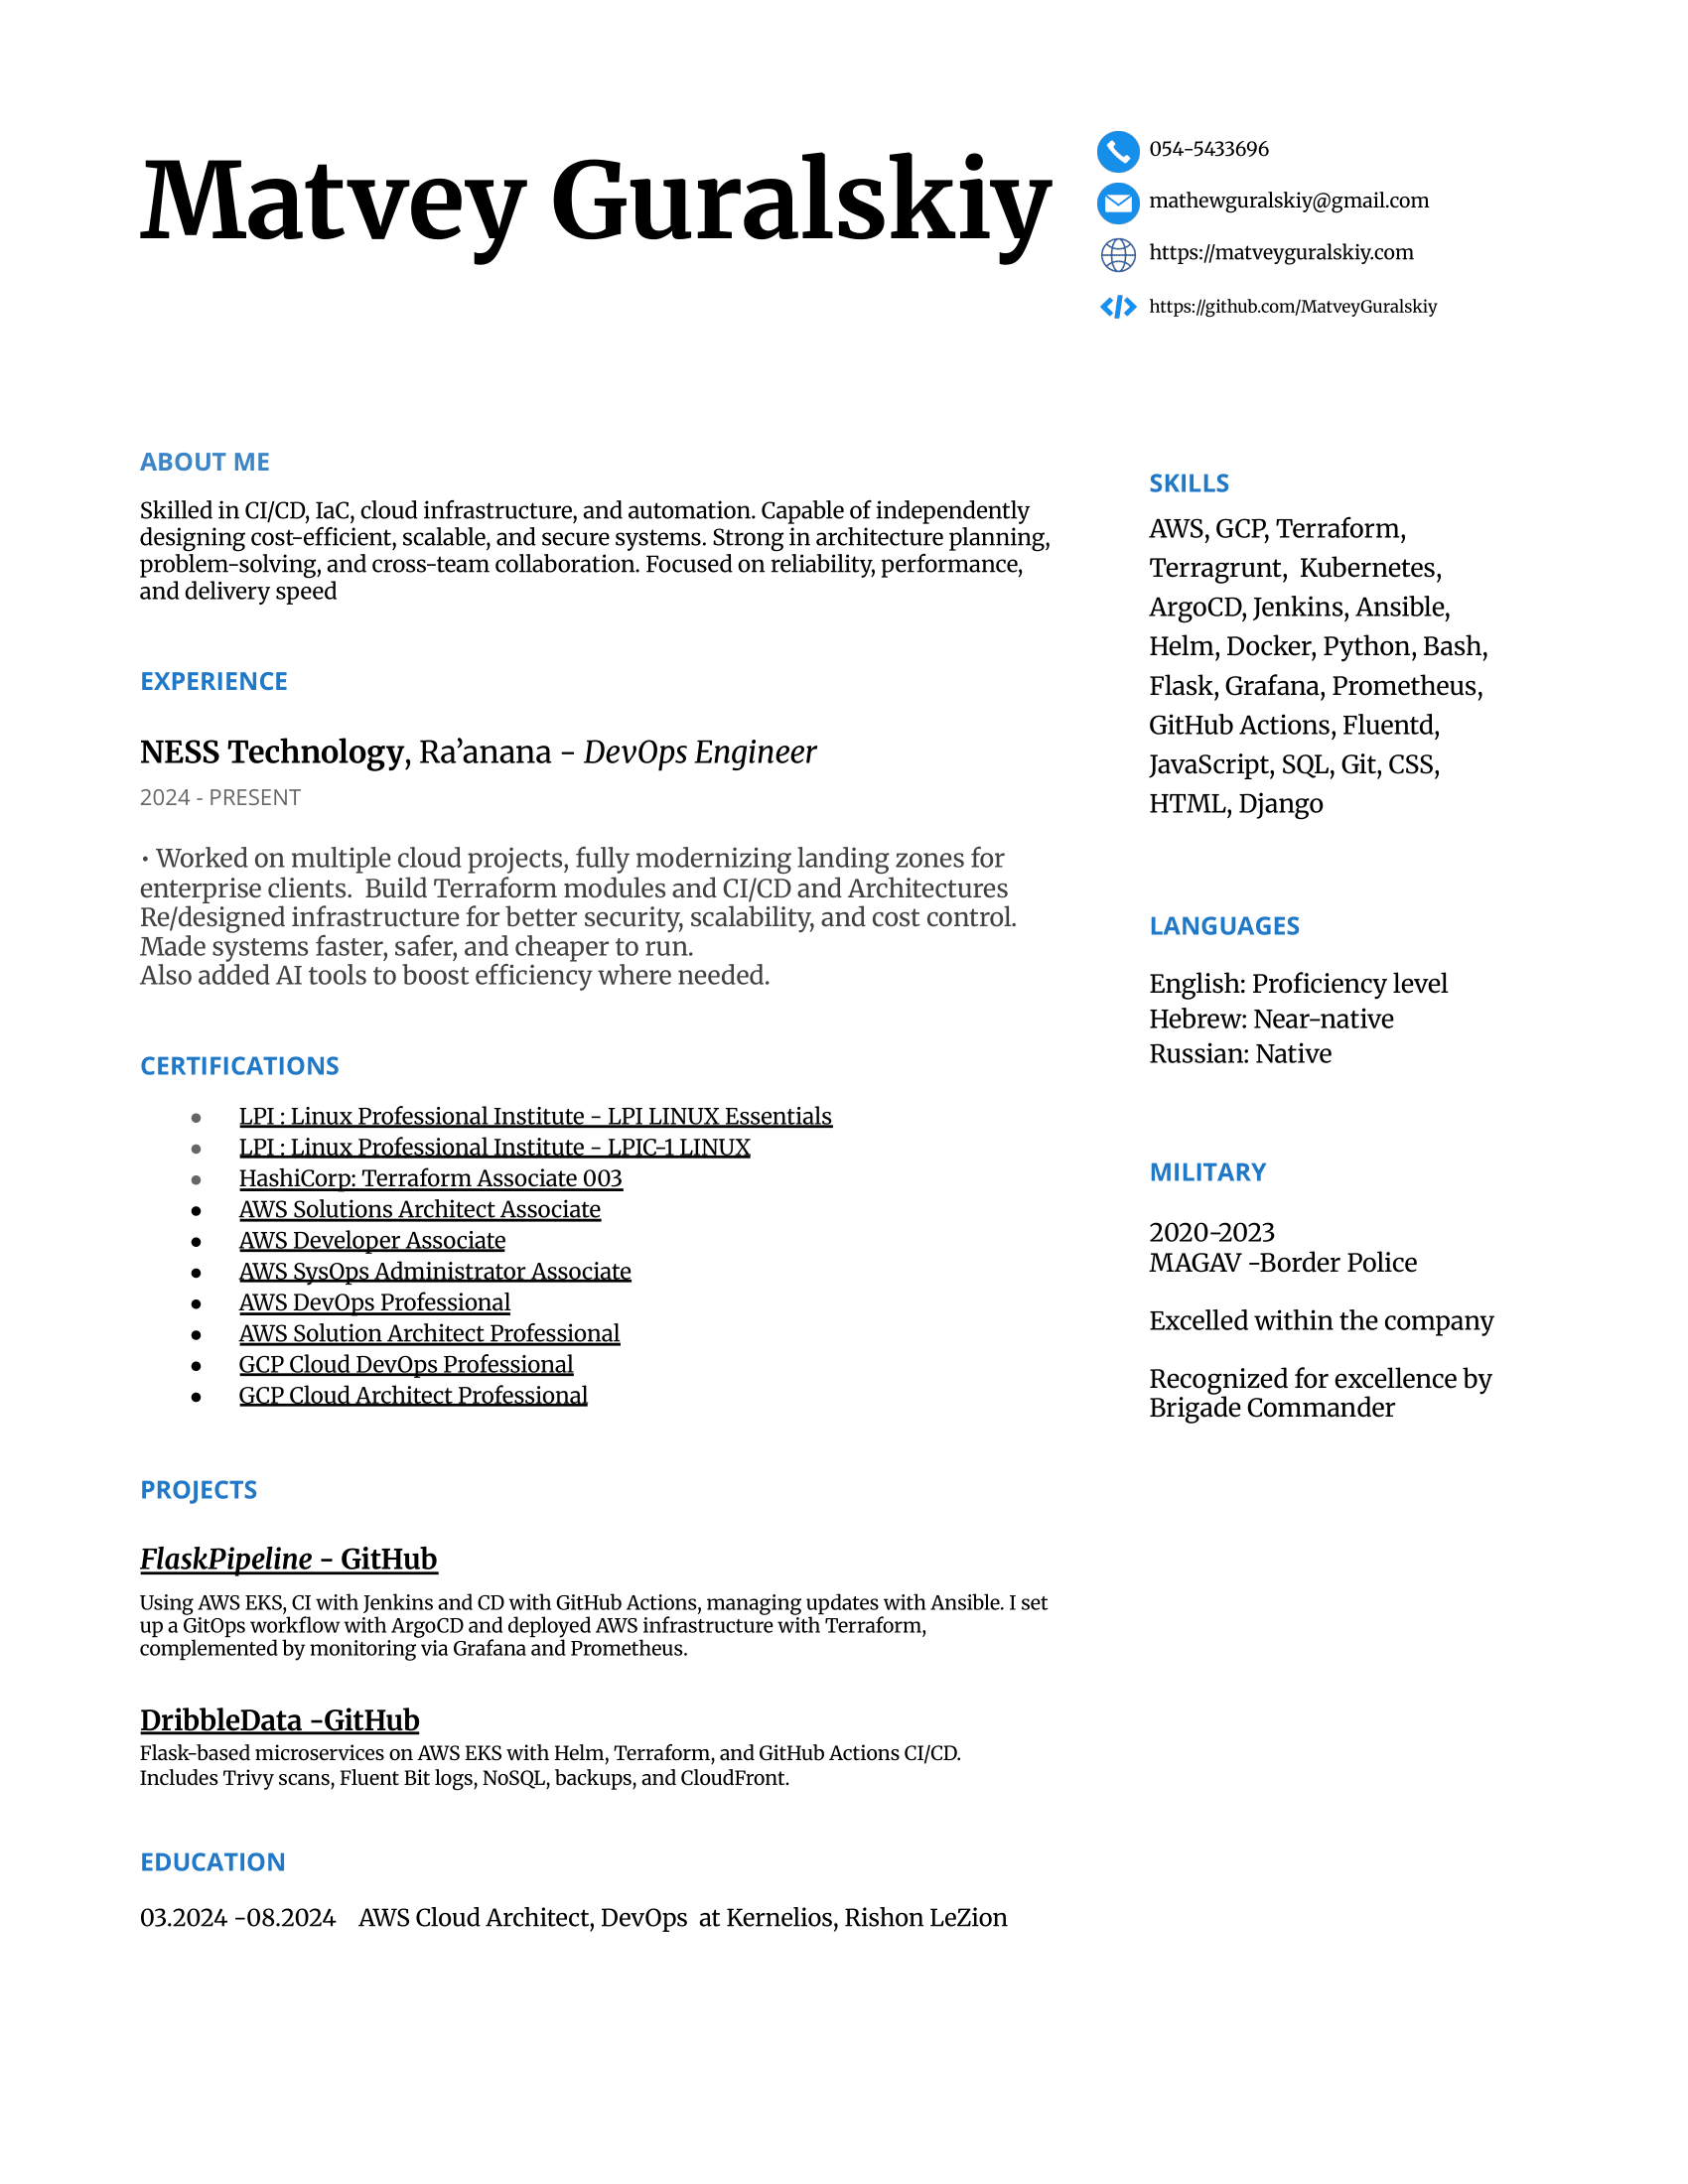 Matvey Guralskiy
054-5433696
mathewguralskiy@gmail.com
https://matveyguralskiy.com
https://github.com/MatveyGuralskiy
ABOUT ME
Skilled in CI/CD, IaC, cloud infrastructure, and automation. Capable of independently
designing cost-efficient, scalable, and secure systems. Strong in architecture planning,
problem-solving, and cross-team collaboration. Focused on reliability, performance,
and delivery speed
EXPERIENCE
NESS Technology, Ra’anana - DevOps Engineer
2024 - PRESENT
• Worked on multiple cloud projects, fully modernizing landing zones for
enterprise clients.  Build Terraform modules and CI/CD and Architectures
Re/designed infrastructure for better security, scalability, and cost control.
Made systems faster, safer, and cheaper to run.
Also added AI tools to boost efficiency where needed.
CERTIFICATIONS
● LPI : Linux Professional Institute - LPI LINUX Essentials
● LPI : Linux Professional Institute - LPIC-1 LINUX
● HashiCorp: Terraform Associate 003
● AWS Solutions Architect Associate
● AWS Developer Associate
● AWS SysOps Administrator Associate
● AWS DevOps Professional
● AWS Solution Architect Professional
● GCP Cloud DevOps Professional
● GCP Cloud Architect Professional
PROJECTS
FlaskPipeline - GitHub
Using AWS EKS, CI with Jenkins and CD with GitHub Actions, managing updates with Ansible. I set
up a GitOps workflow with ArgoCD and deployed AWS infrastructure with Terraform,
complemented by monitoring via Grafana and Prometheus.
DribbleData -GitHub
Flask-based microservices on AWS EKS with Helm, Terraform, and GitHub Actions CI/CD.
Includes Trivy scans, Fluent Bit logs, NoSQL, backups, and CloudFront.
EDUCATION
03.2024 -08.2024    AWS Cloud Architect, DevOps  at Kernelios, Rishon LeZion
SKILLS
AWS, GCP, Terraform,
Terragrunt,  Kubernetes,
ArgoCD, Jenkins, Ansible,
Helm, Docker, Python, Bash,
Flask, Grafana, Prometheus,
GitHub Actions, Fluentd,
JavaScript, SQL, Git, CSS,
HTML, Django
LANGUAGES
English: Proficiency level
Hebrew: Near-native
Russian: Native
MILITARY
2020-2023
MAGAV -Border Police
Excelled within the company
Recognized for excellence by
Brigade Commander